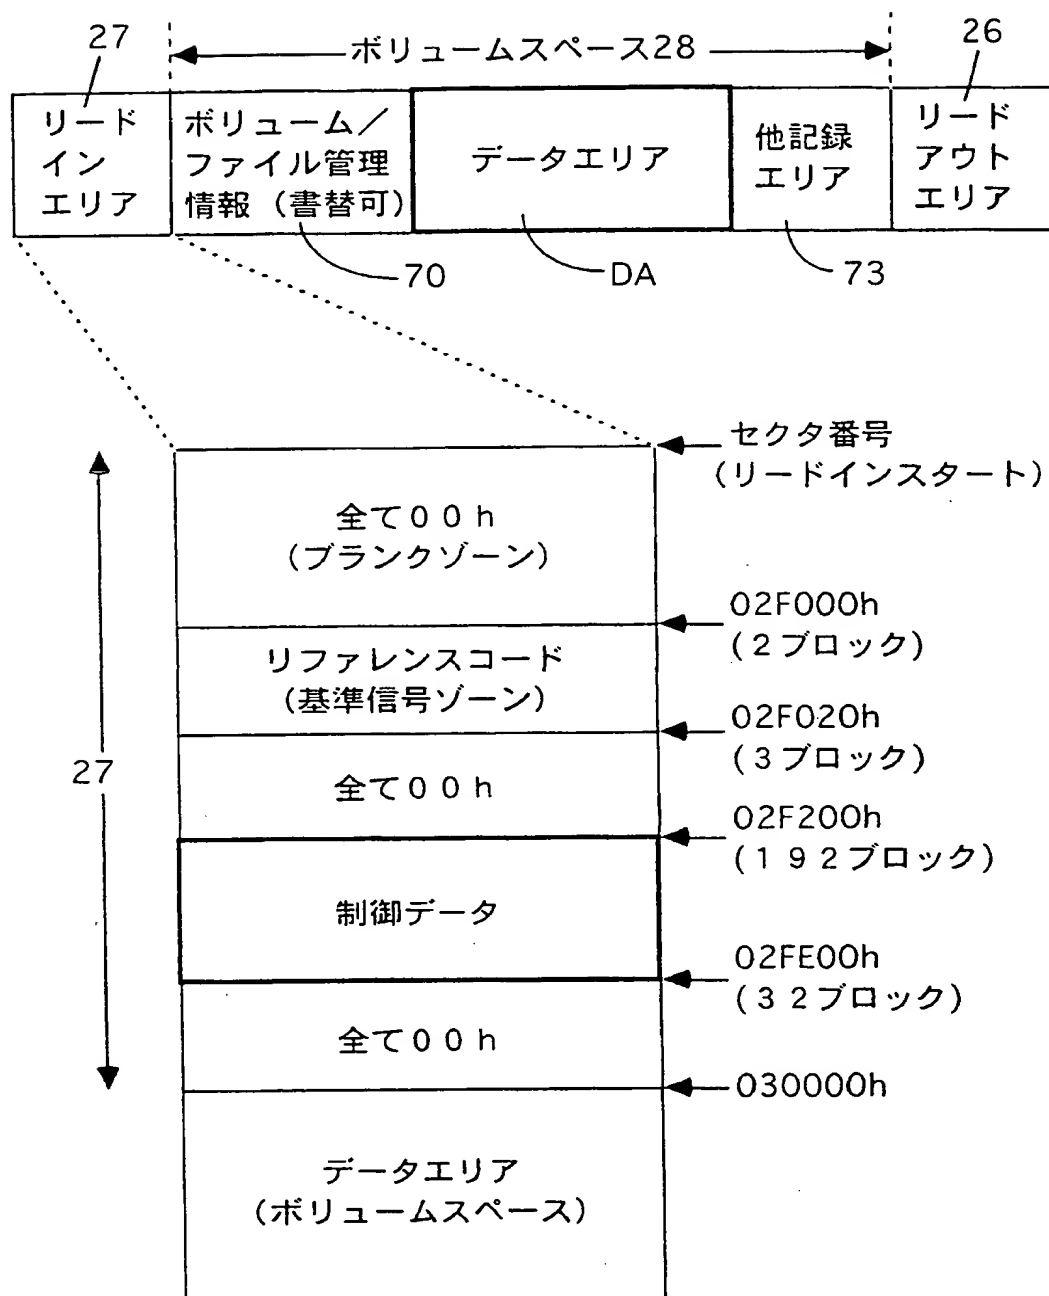 27
ボリュームスペース28
26
リード
イン
エリア
ボリューム／
ファイル管理
情報（書替可）
データエリア
他記録
エリア
リード
アウト
エリア
70
DA
73
セクタ番号
（リードインスタート）
全て００ｈ
（ブランクゾーン）
02F000h
（２ブロック）
リファレンスコード
（基準信号ゾーン）
02F020h
（３ブロック）
27
全て００ｈ
02F200h
（１９２ブロック）
制御データ
02FE00h
（３２ブロック）
全て００ｈ
030000h
データエリア
（ボリュームスペース）